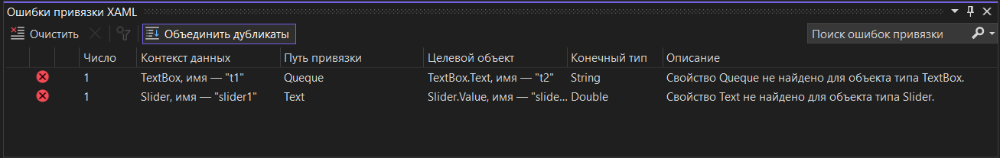 Ошибки привязки XAML
Очистить Объединить дубликаты Поиск ошибок привязки
Число Контекст данных Путь привязки Целевой объект Конечный тип Описание
1 TextBox, имя — "t1" Queque TextBox.Text, имя — "t2" String Свойство Queque не найдено для объекта типа TextBox.
1 Slider, имя — "slider1" Text Slider.Value, имя — "slide... Double Свойство Text не найдено для объекта типа Slider.